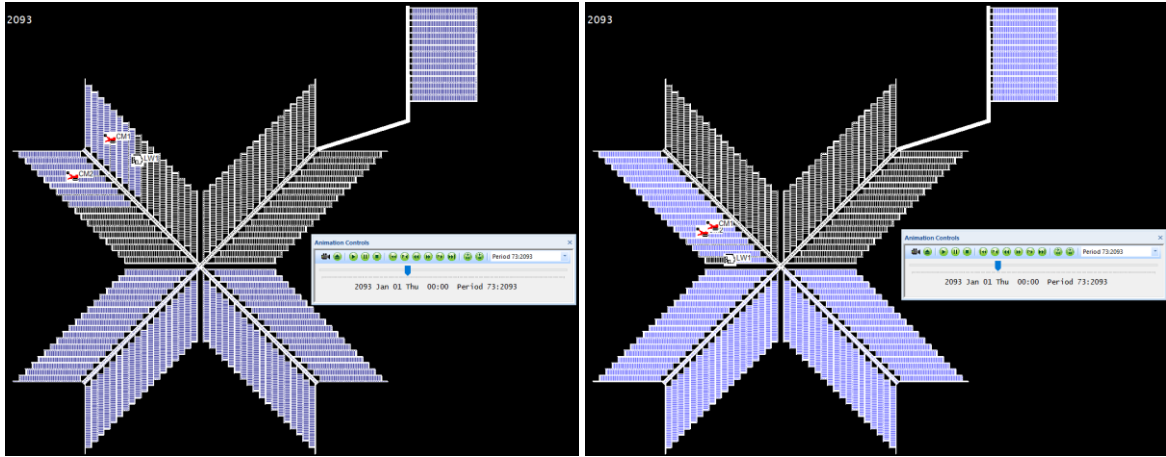 2093
CM1
LW1
CM2
Animation Controls
Period 73:2093
2093 Jan 01 Thu 00:00 Period 73:2093
2093
CM1
LW1
Animation Controls
Period 73:2093
2093 Jan 01 Thu 00:00 Period 73:2093